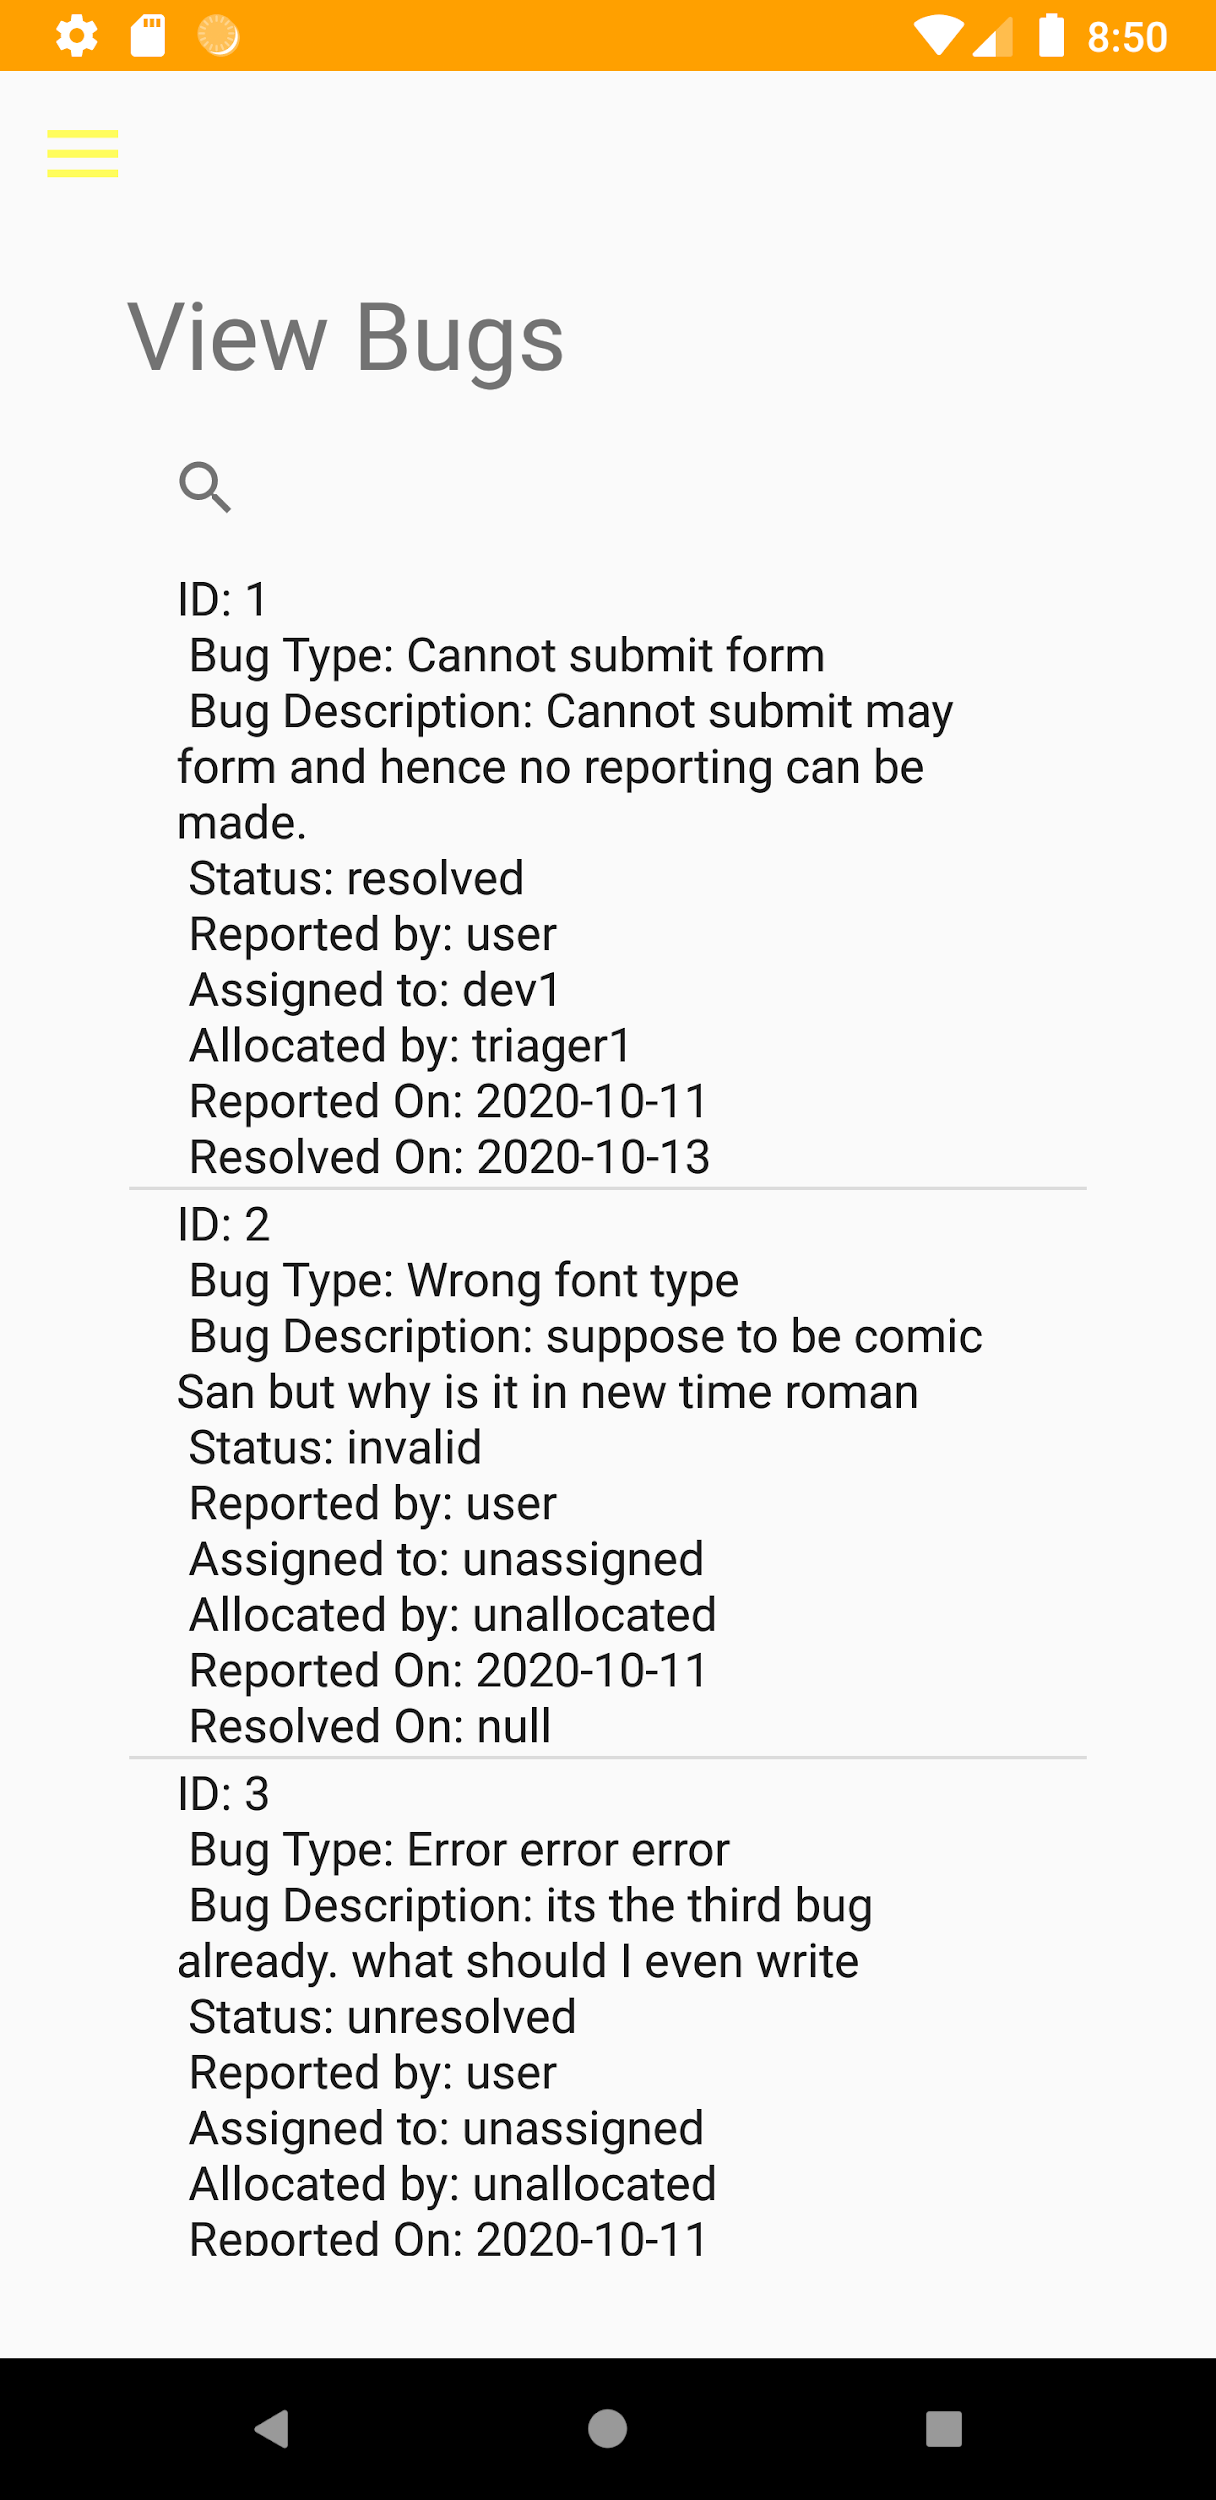 8:50
View Bugs
ID: 1
Bug Type: Cannot submit form
Bug Description: Cannot submit may
form and hence no reporting can be
made.
Status: resolved
Reported by: user
Assigned to: dev1
Allocated by: triager1
Reported On: 2020-10-11
Resolved On: 2020-10-13
ID: 2
Bug Type: Wrong font type
Bug Description: suppose to be comic
San but why is it in new time roman
Status: invalid
Reported by: user
Assigned to: unassigned
Allocated by: unallocated
Reported On: 2020-10-11
Resolved On: null
ID: 3
Bug Type: Error error error
Bug Description: its the third bug
already. what should I even write
Status: unresolved
Reported by: user
Assigned to: unassigned
Allocated by: unallocated
Reported On: 2020-10-11